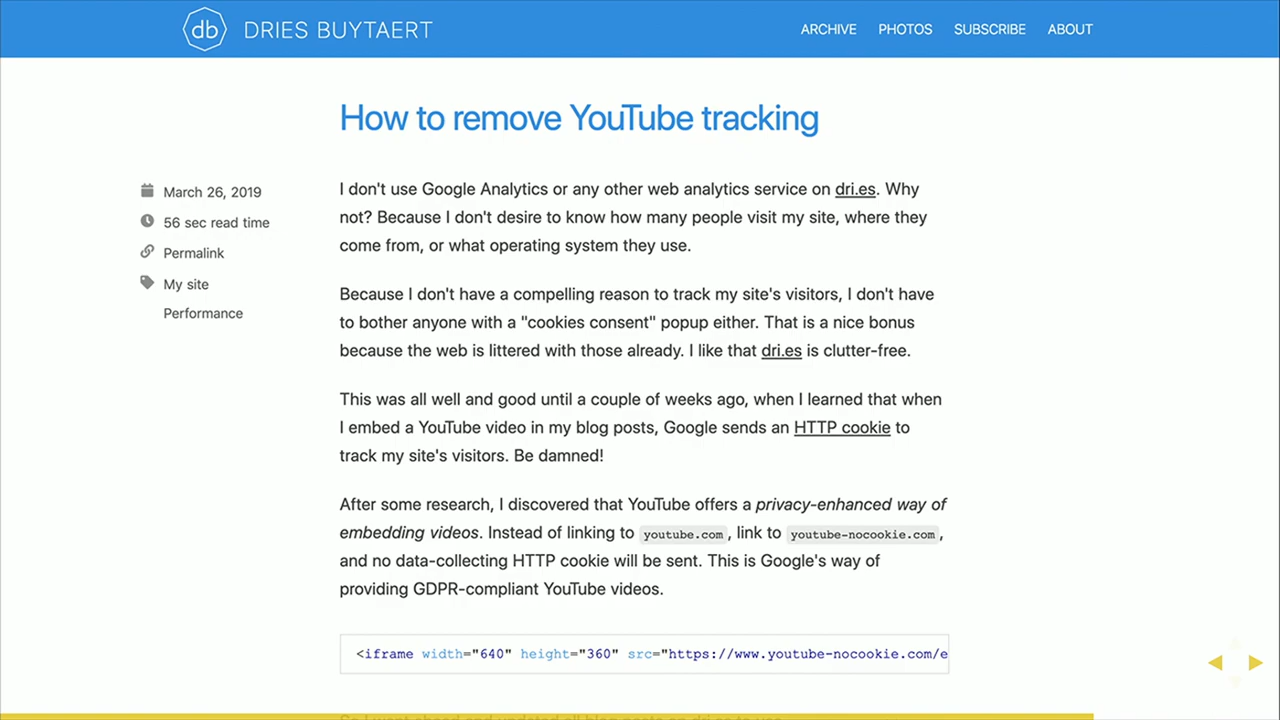 db DRIES BUYTAERT
ARCHIVE PHOTOS SUBSCRIBE ABOUT
How to remove YouTube tracking
March 26, 2019
56 sec read time
Permalink
My site
Performance
I don't use Google Analytics or any other web analytics service on dri.es. Why
not? Because I don't desire to know how many people visit my site, where they
come from, or what operating system they use.
Because I don't have a compelling reason to track my site's visitors, I don't have
to bother anyone with a "cookies consent" popup either. That is a nice bonus
because the web is littered with those already. I like that dri.es is clutter-free.
This was all well and good until a couple of weeks ago, when I learned that when
I embed a YouTube video in my blog posts, Google sends an HTTP cookie to
track my site's visitors. Be damned!
After some research, I discovered that YouTube offers a privacy-enhanced way of
embedding videos. Instead of linking to youtube.com, link to youtube-nocookie.com,
and no data-collecting HTTP cookie will be sent. This is Google's way of
providing GDPR-compliant YouTube videos.
<iframe width="640" height="360" src="https://www.youtube-nocookie.com/e